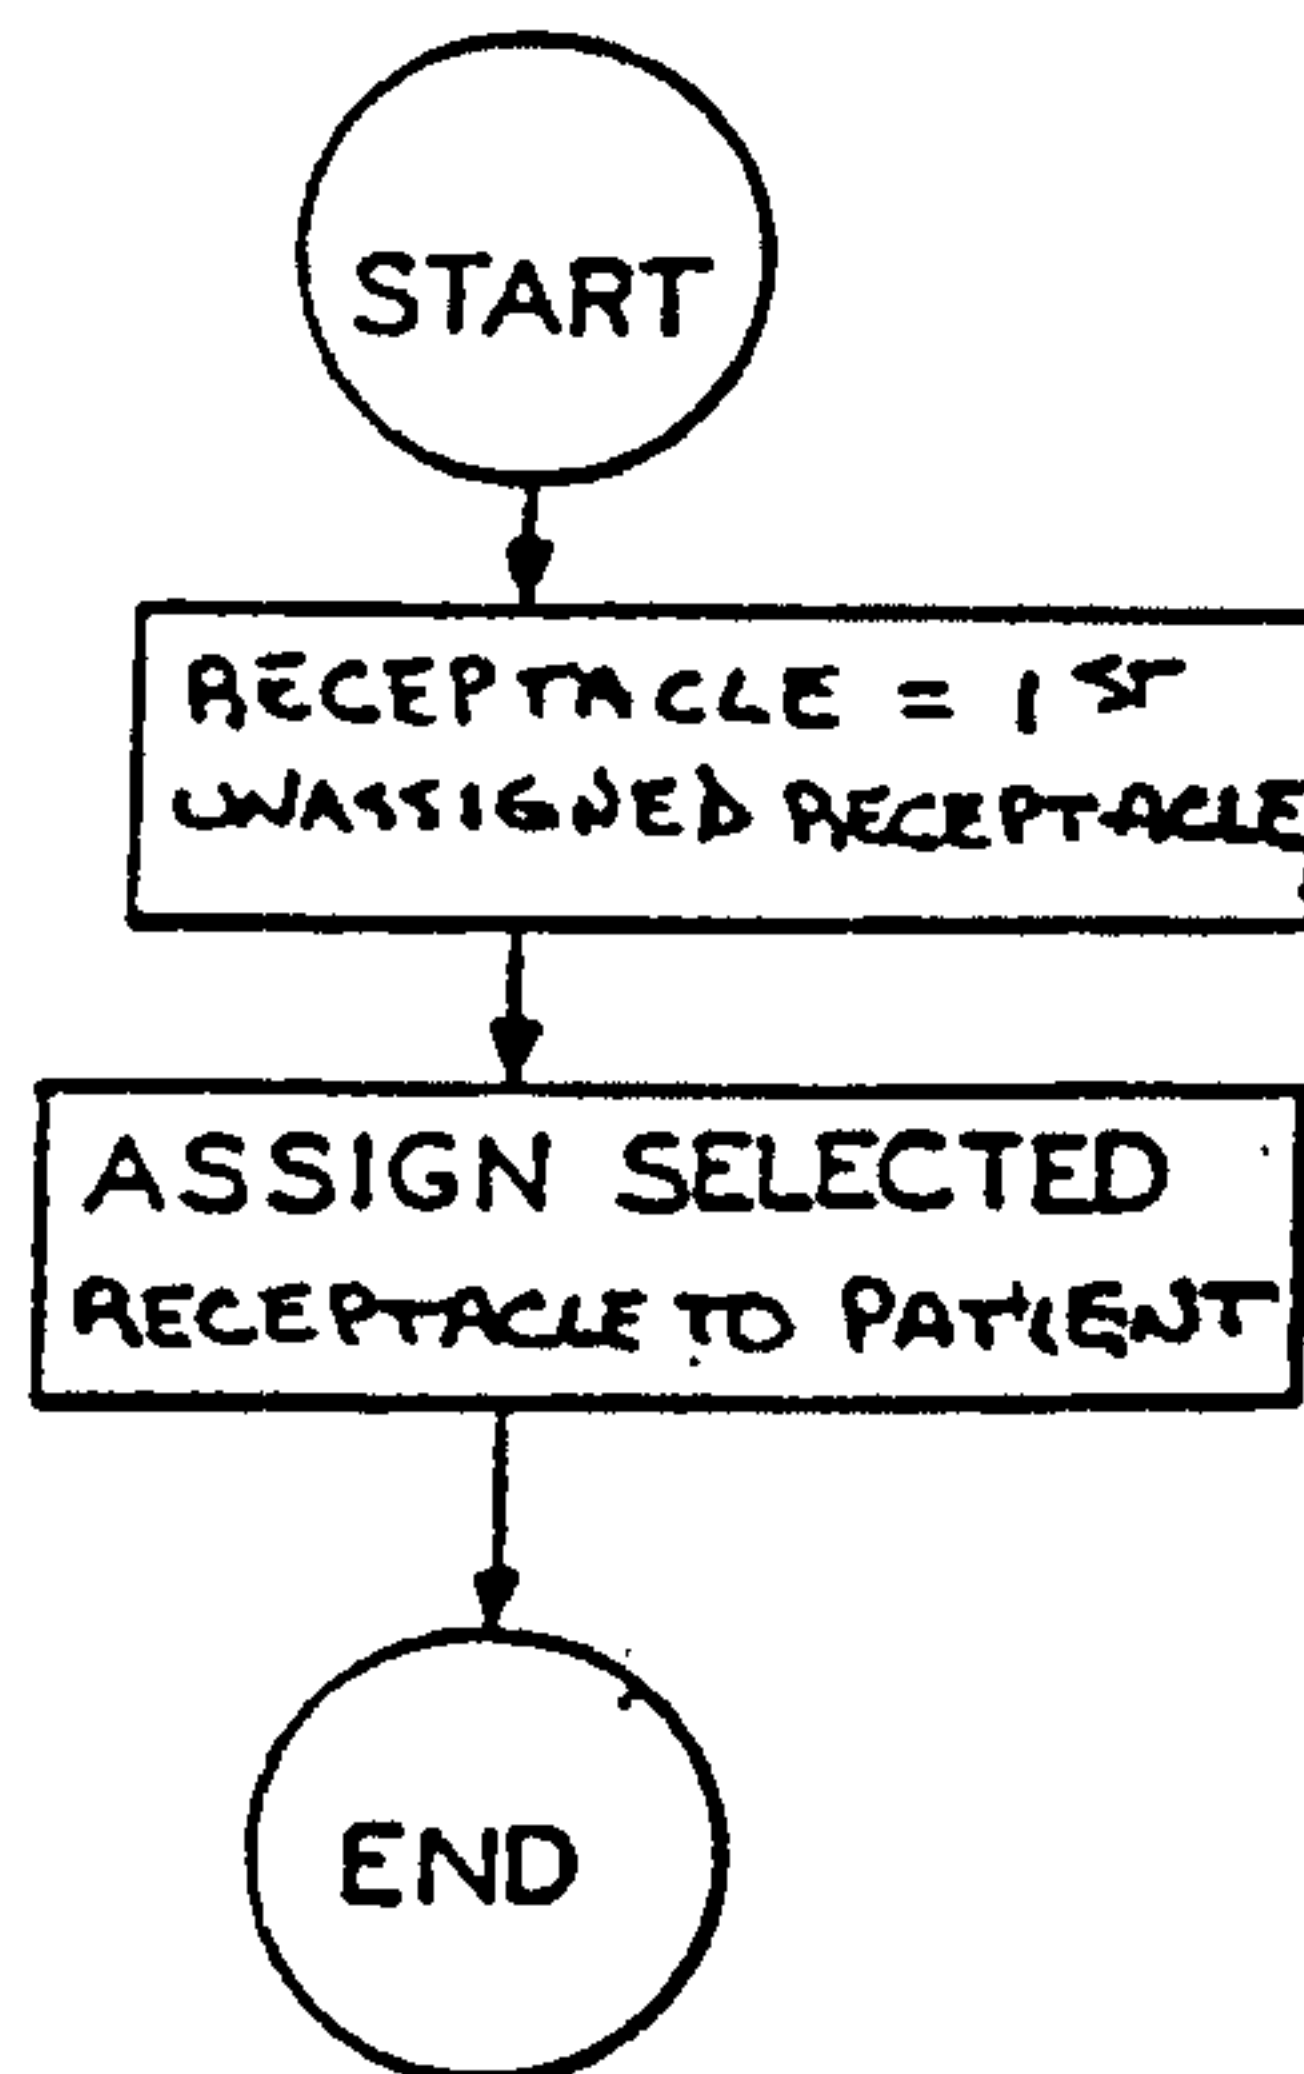 START
RECEPTACLE = 1ST
UNASSIGNED RECEPTACLE
ASSIGN SELECTED
RECEPTACLE TO PATIENT
END